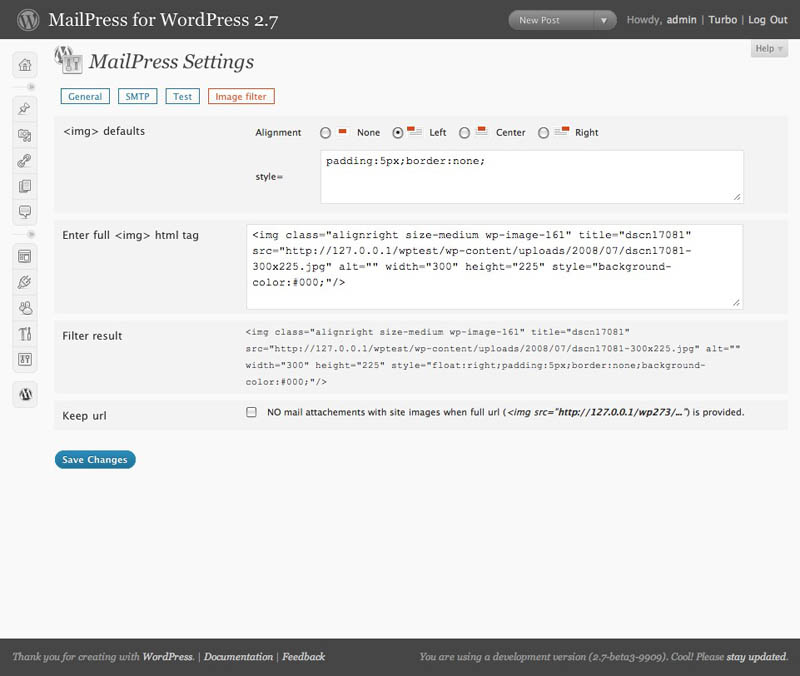 MailPress for WordPress 2.7
New Post
Howdy, admin | Turbo | Log Out
Help
MailPress Settings
General
SMTP
Test
Image filter
<img> defaults
Alignment
None
Left
Center
Right
style=
padding:5px;border:none;
Enter full <img> html tag
<img class="alignright size-medium wp-image-161" title="dscn17081"
src="http://127.0.0.1/wptest/wp-content/uploads/2008/07/dscn17081-
300x225.jpg" alt="" width="300" height="225" style="background-
color:#000;"/>
Filter result
<img class="alignright size-medium wp-image-161" title="dscn17081"
src="http://127.0.0.1/wptest/wp-content/uploads/2008/07/dscn17081-300x225.jpg" alt=""
width="300" height="225" style="float:right;padding:5px;border:none;background-
color:#000;"/>
Keep url
NO mail attachements with site images when full url (<img src="http://127.0.0.1/wp273/...") is provided.
Save Changes
Thank you for creating with WordPress. | Documentation | Feedback
You are using a development version (2.7-beta3-9909). Cool! Please stay updated.